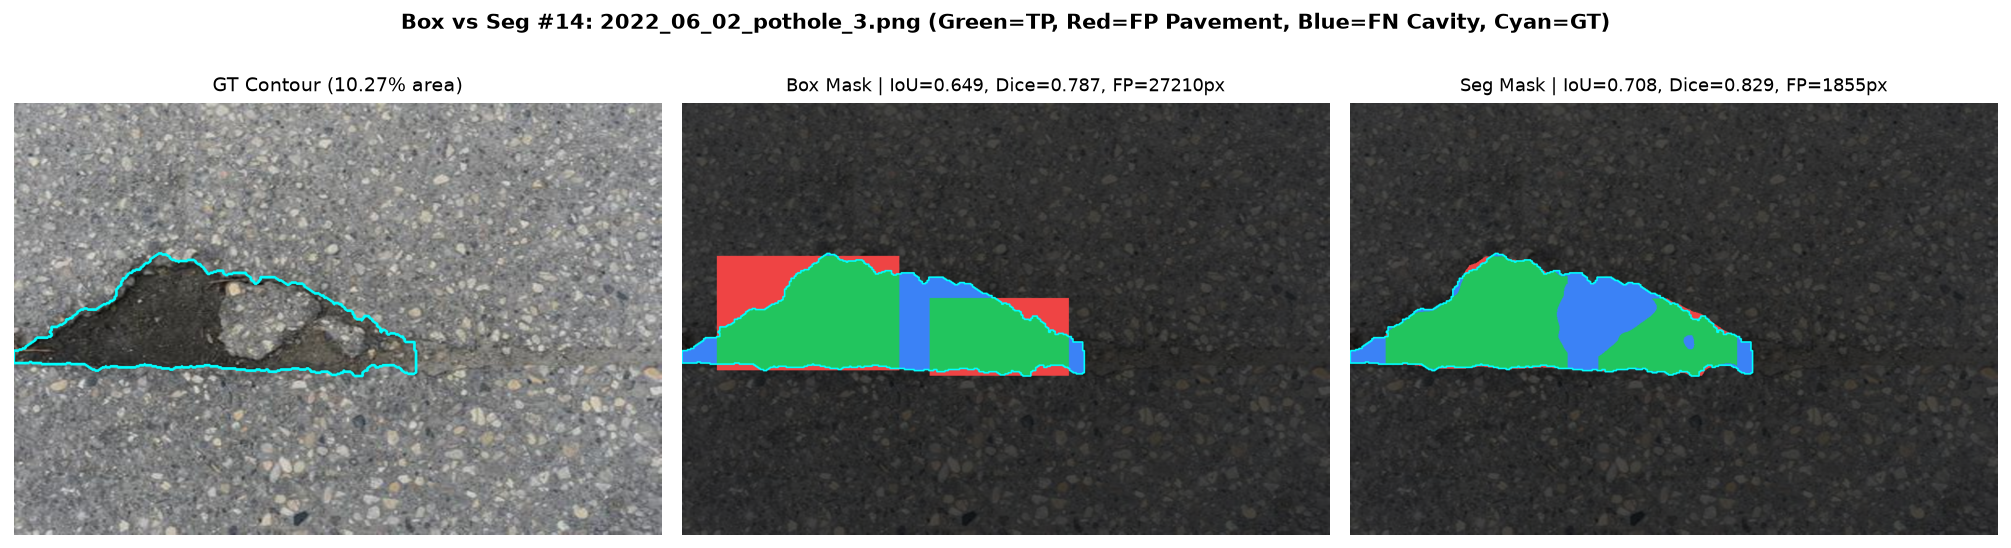 Box vs Seg #14: 2022_06_02_pothole_3.png (Green=TP, Red=FP Pavement, Blue=FN Cavity, Cyan=GT)
GT Contour (10.27% area)
Box Mask | IoU=0.649, Dice=0.787, FP=27210px
Seg Mask | IoU=0.708, Dice=0.829, FP=1855px